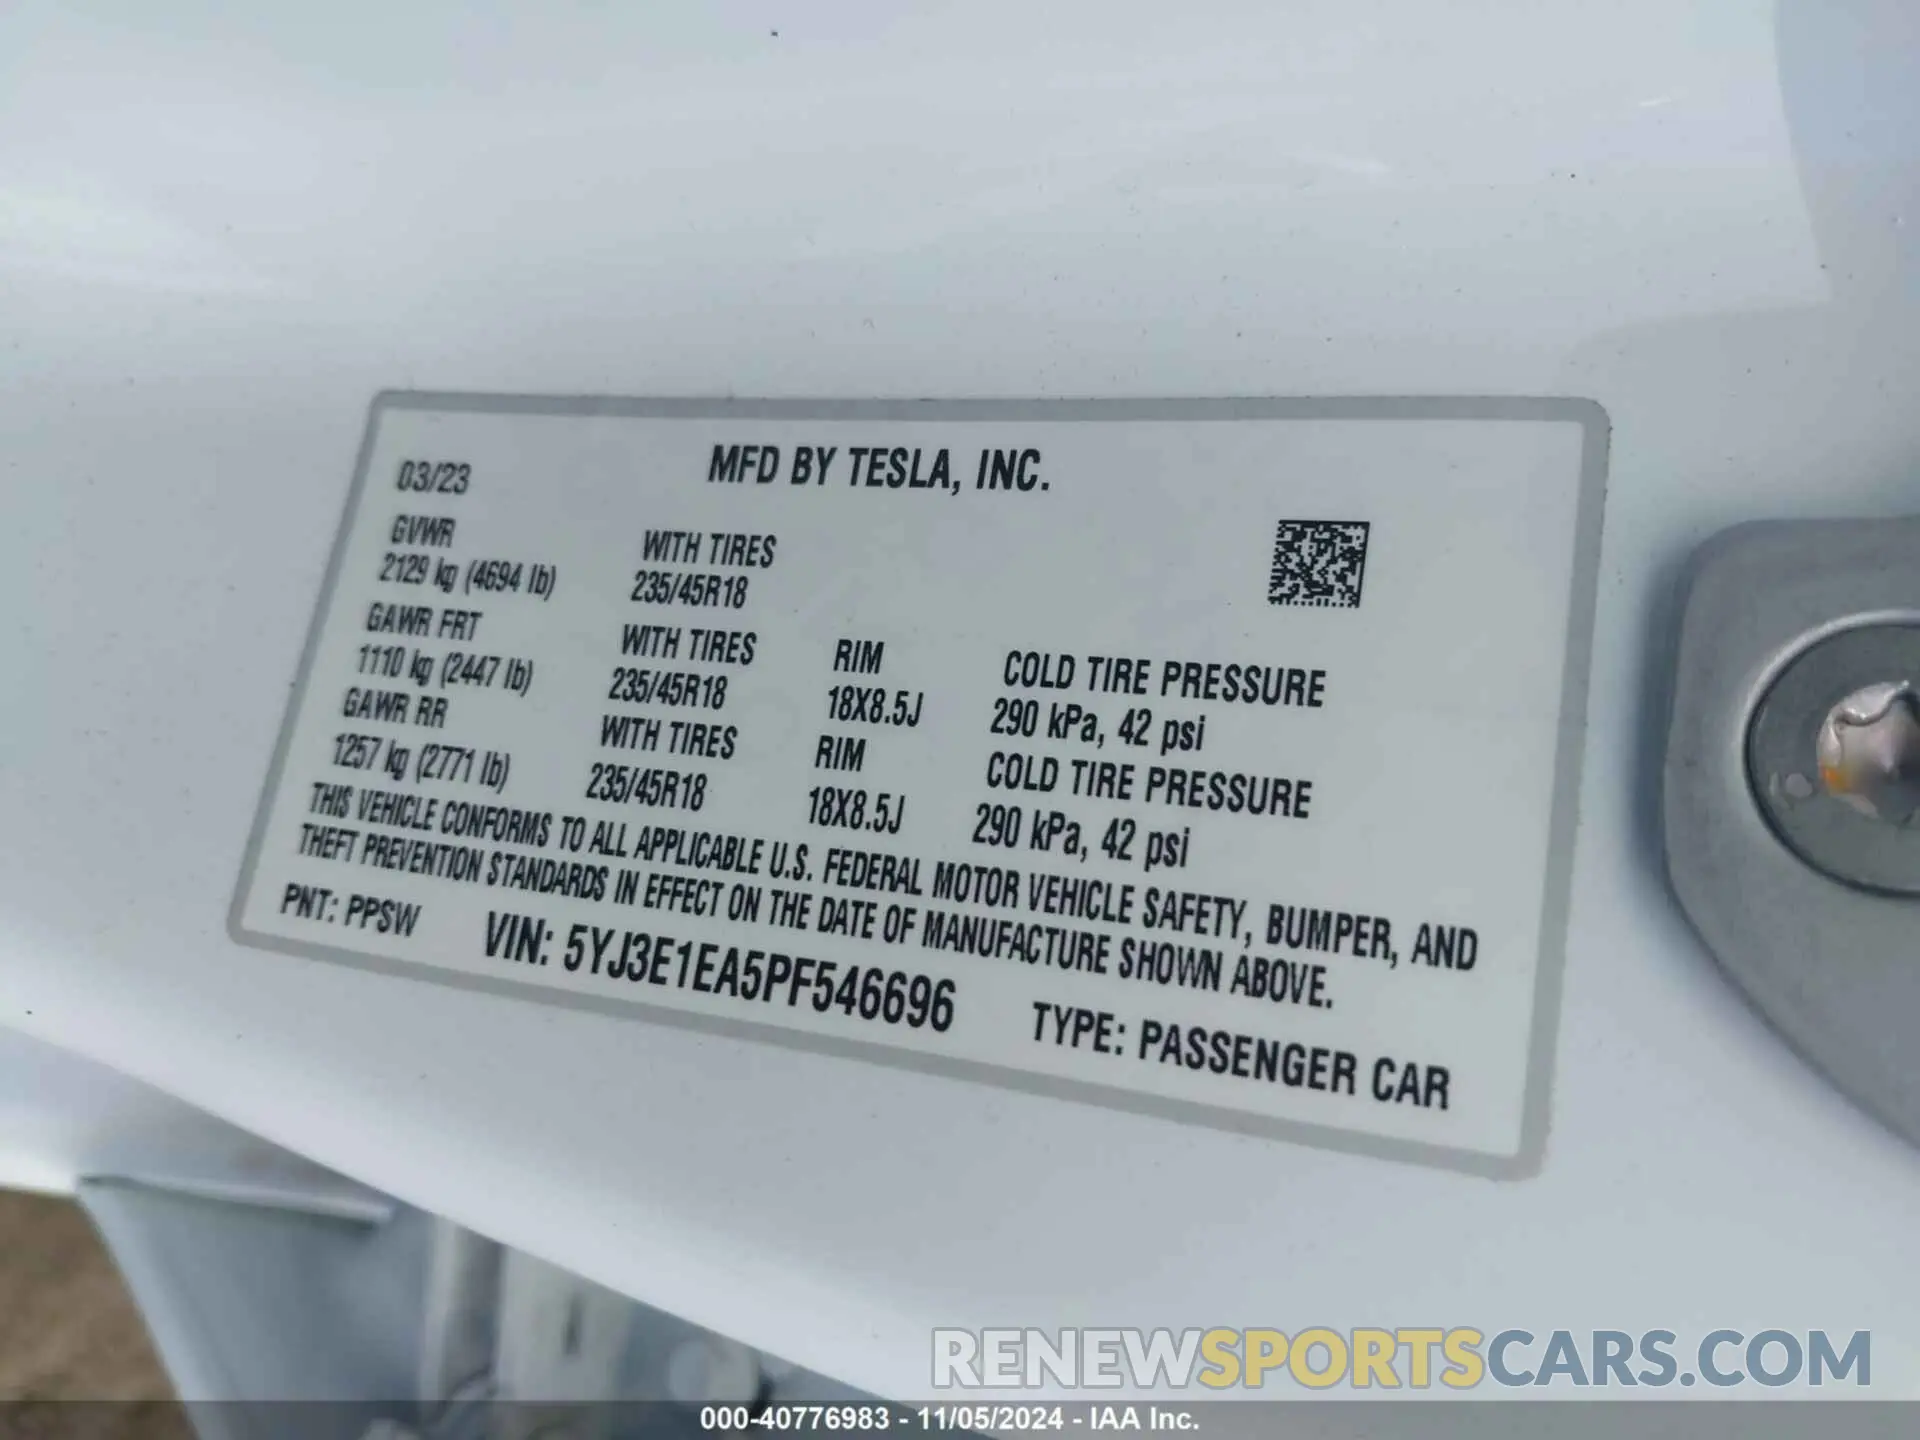 MFD BY TESLA, INC.
03/23
GVWR
2129 kg (4694 lb)
WITH TIRES
235/45R18
GAWR FRT
1110 kg (2447 lb)
WITH TIRES
235/45R18
RIM
18X8.5J
COLD TIRE PRESSURE
290 kPa, 42 psi
GAWR RR
1257 kg (2771 lb)
WITH TIRES
235/45R18
RIM
18X8.5J
COLD TIRE PRESSURE
290 kPa, 42 psi
THIS VEHICLE CONFORMS TO ALL APPLICABLE U.S. FEDERAL MOTOR VEHICLE SAFETY, BUMPER, AND
THEFT PREVENTION STANDARDS IN EFFECT ON THE DATE OF MANUFACTURE SHOWN ABOVE.
PNT: PPSW VIN: 5YJ3E1EA5PF546696 TYPE: PASSENGER CAR
RENEWSPORTSCARS.COM
000-40776983 - 11/05/2024 - IAA Inc.